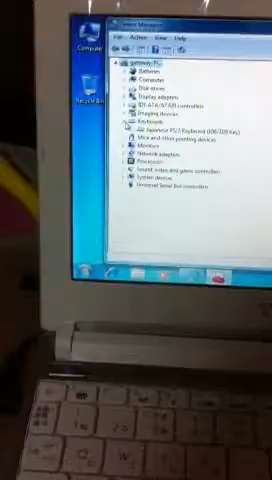 Device Manager
File Action View Help
Computer
gateway-PC
Batteries
Computer
Disk drives
Display adapters
IDE ATA/ATAPI controllers
Imaging devices
Recycle Bin
Keyboards
Japanese PS/2 Keyboard (106/109 Key)
Mice and other pointing devices
Monitors
Network adapters
Processors
Sound, video and game controllers
System devices
Universal Serial Bus controllers